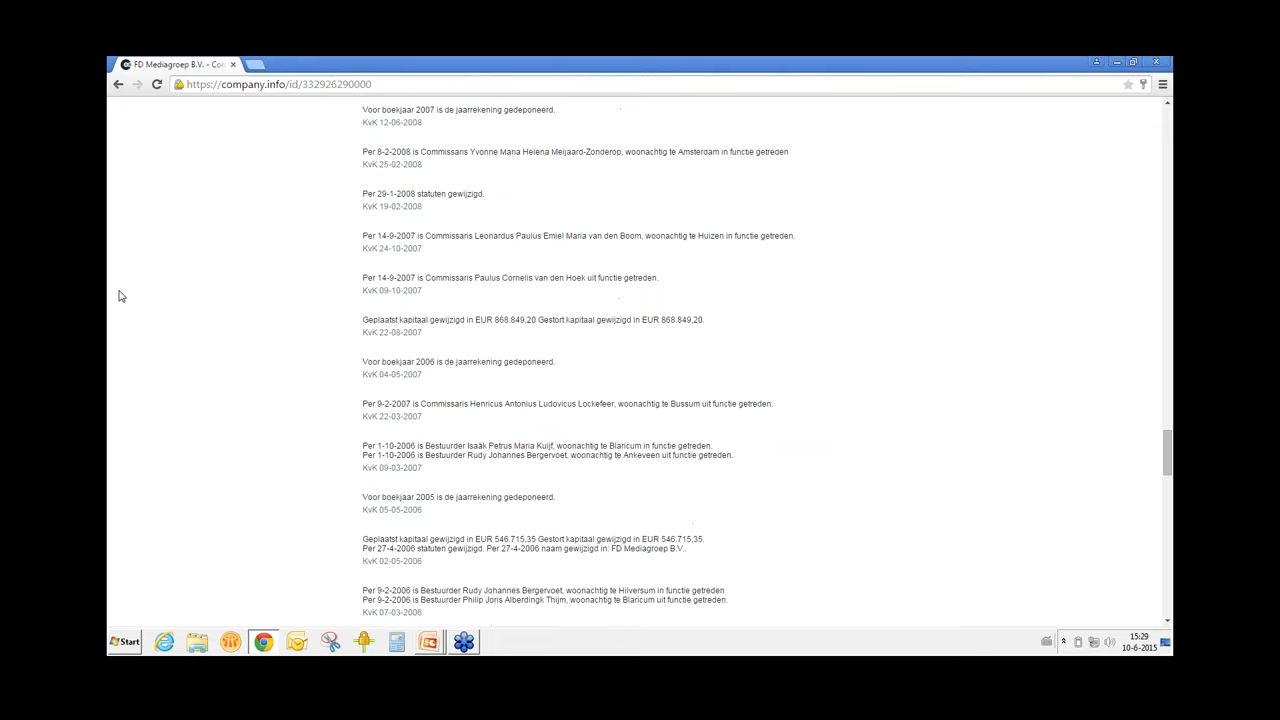 FD Mediagroep B.V. - Co
https://company.info/id/332926290000
Voor boekjaar 2007 is de jaarrekening gedeponeerd.
KvK 12-06-2008
Per 8-2-2008 is Commissaris Yvonne Maria Helena Meijaard-Zonderop, woonachtig te Amsterdam in functie getreden
KvK 25-02-2008
Per 29-1-2008 statuten gewijzigd.
KvK 19-02-2008
Per 14-9-2007 is Commissaris Leonardus Paulus Emiel Maria van den Boom, woonachtig te Huizen in functie getreden.
KvK 24-10-2007
Per 14-9-2007 is Commissaris Paulus Cornelis van den Hoek uit functie getreden.
KvK 09-10-2007
Geplaatst kapitaal gewijzigd in EUR 868.849,20 Gestort kapitaal gewijzigd in EUR 868.849,20.
KvK 22-08-2007
Voor boekjaar 2006 is de jaarrekening gedeponeerd.
KvK 04-05-2007
Per 9-2-2007 is Commissaris Henricus Antonius Ludovicus Lockefeer, woonachtig te Bussum uit functie getreden.
KvK 22-03-2007
Per 1-10-2006 is Bestuurder Isaäk Petrus Maria Kuijf, woonachtig te Blaricum in functie getreden.
Per 1-10-2006 is Bestuurder Rudy Johannes Bergervoet, woonachtig te Ankeveen uit functie getreden.
KvK 09-03-2007
Voor boekjaar 2005 is de jaarrekening gedeponeerd.
KvK 05-05-2006
Geplaatst kapitaal gewijzigd in EUR 546.715,35 Gestort kapitaal gewijzigd in EUR 546.715,35.
Per 27-4-2006 statuten gewijzigd. Per 27-4-2006 naam gewijzigd in: FD Mediagroep B.V..
KvK 02-05-2006
Per 9-2-2006 is Bestuurder Rudy Johannes Bergervoet, woonachtig te Hilversum in functie getreden
Per 9-2-2006 is Bestuurder Philip Joris Alberdingk Thijm, woonachtig te Blaricum uit functie getreden.
KvK 07-03-2006
Start
15:29
10-6-2015